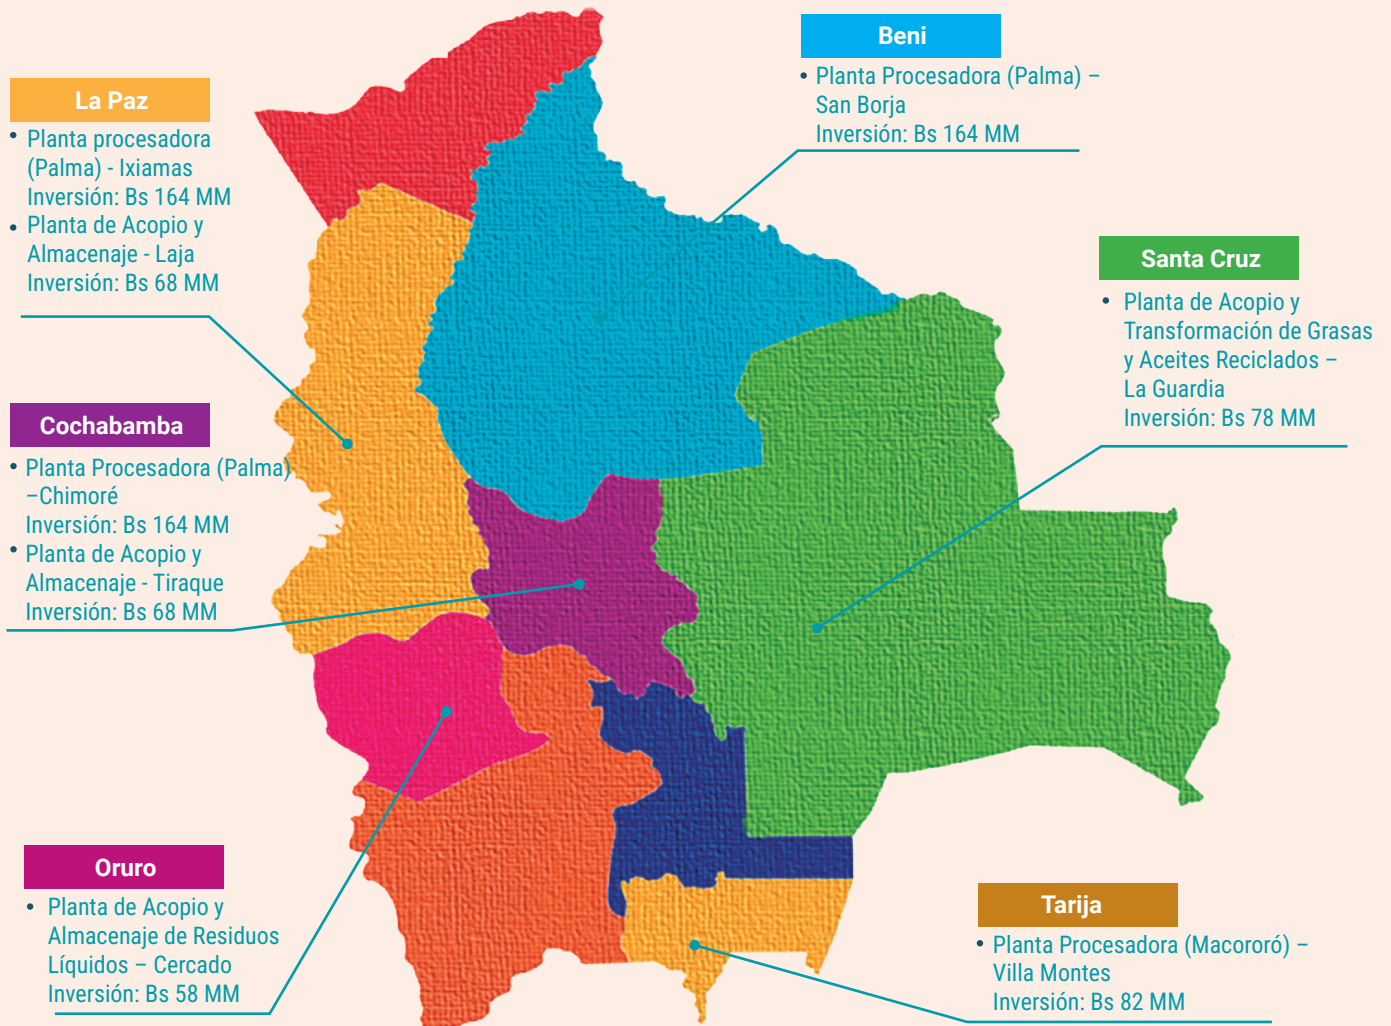 La Paz
• Planta procesadora
(Palma) - Ixiamas
Inversión: Bs 164 MM
• Planta de Acopio y
Almacenaje - Laja
Inversión: Bs 68 MM
Cochabamba
• Planta Procesadora (Palma)
–Chimoré
Inversión: Bs 164 MM
• Planta de Acopio y
Almacenaje - Tiraque
Inversión: Bs 68 MM
Oruro
• Planta de Acopio y
Almacenaje de Residuos
Líquidos – Cercado
Inversión: Bs 58 MM
Beni
• Planta Procesadora (Palma) –
San Borja
Inversión: Bs 164 MM
Santa Cruz
• Planta de Acopio y
Transformación de Grasas
y Aceites Reciclados –
La Guardia
Inversión: Bs 78 MM
Tarija
• Planta Procesadora (Macororó) –
Villa Montes
Inversión: Bs 82 MM